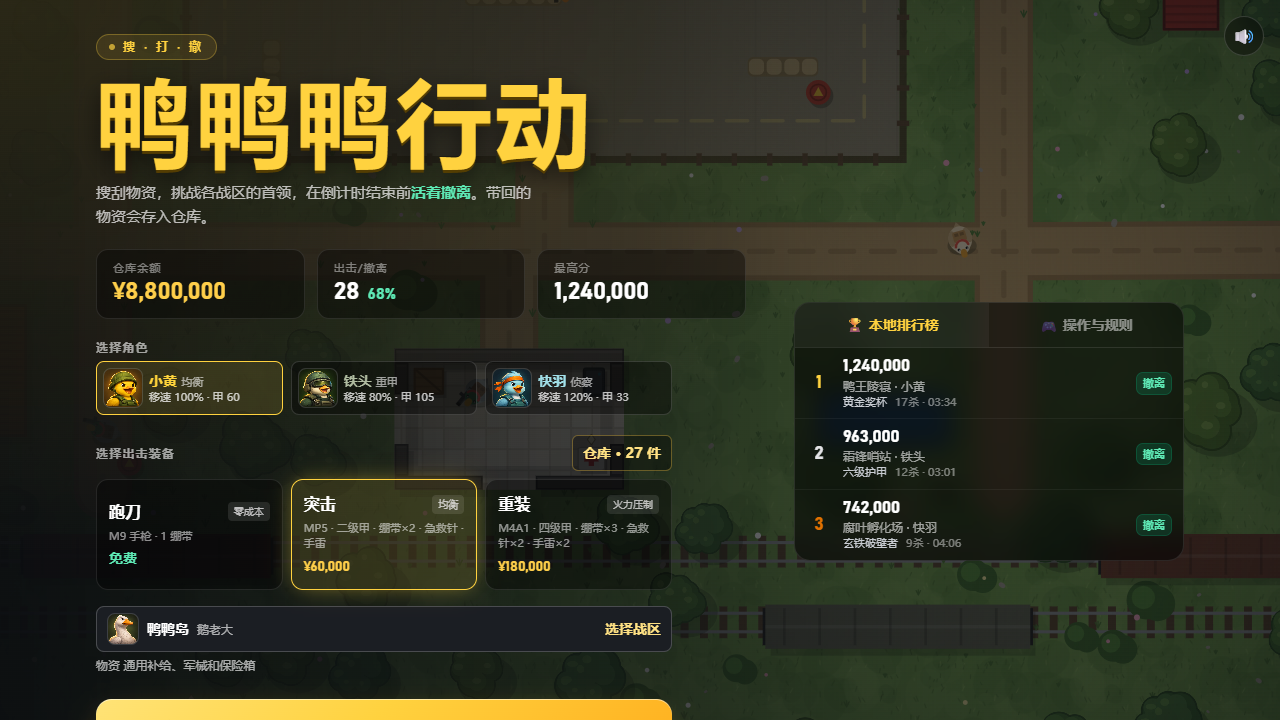 搜 · 打 · 撤
鸭鸭鸭行动
搜刮物资，挑战各战区的首领，在倒计时结束前活着撤离。带回的
物资会存入仓库。
仓库余额
¥8,800,000
出击/撤离
28 68%
最高分
1,240,000
选择角色
小黄 均衡
移速 100% · 甲 60
铁头 重甲
移速 80% · 甲 105
快羽 侦察
移速 120% · 甲 33
选择出击装备
仓库 • 27 件
跑刀
零成本
M9 手枪 · 1 绷带
免费
突击
均衡
MP5 · 二级甲 · 绷带×2 · 急救针 ·
手雷
¥60,000
重装
火力压制
M4A1 · 四级甲 · 绷带×3 · 急救
针×2 · 手雷×2
¥180,000
鸭鸭岛 鹅老大
选择战区
物资 通用补给、军械和保险箱
本地排行榜
操作与规则
1
1,240,000
鸭王陵寝 · 小黄
黄金奖杯 17杀 · 03:34
撤离
2
963,000
霜锋哨站 · 铁头
六级护甲 12杀 · 03:01
撤离
3
742,000
腐叶孵化场 · 快羽
玄铁破壁者 9杀 · 04:06
撤离